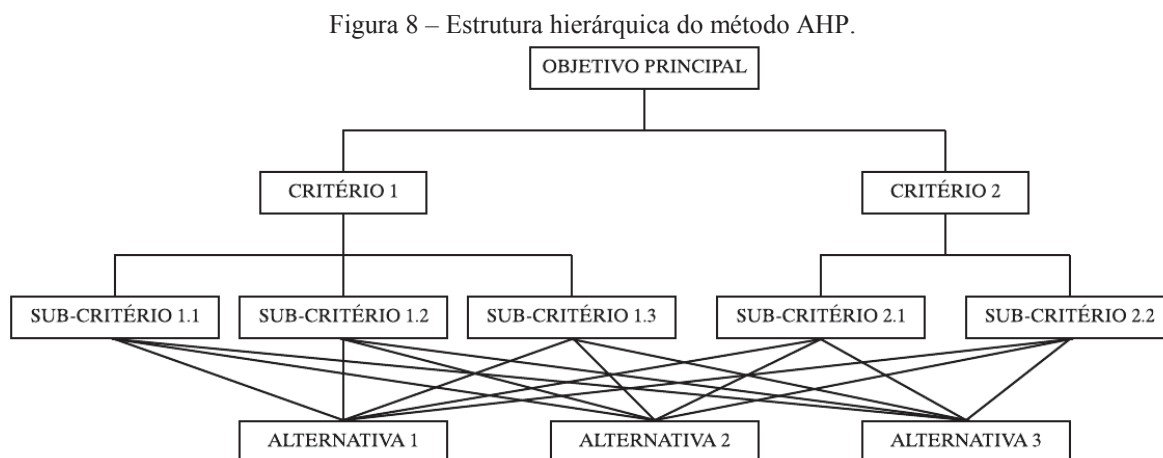 Figura 8 – Estrutura hierárquica do método AHP.
OBJETIVO PRINCIPAL
CRITÉRIO 1
CRITÉRIO 2
SUB-CRITÉRIO 1.1
SUB-CRITÉRIO 1.2
SUB-CRITÉRIO 1.3
SUB-CRITÉRIO 2.1
SUB-CRITÉRIO 2.2
ALTERNATIVA 1
ALTERNATIVA 2
ALTERNATIVA 3